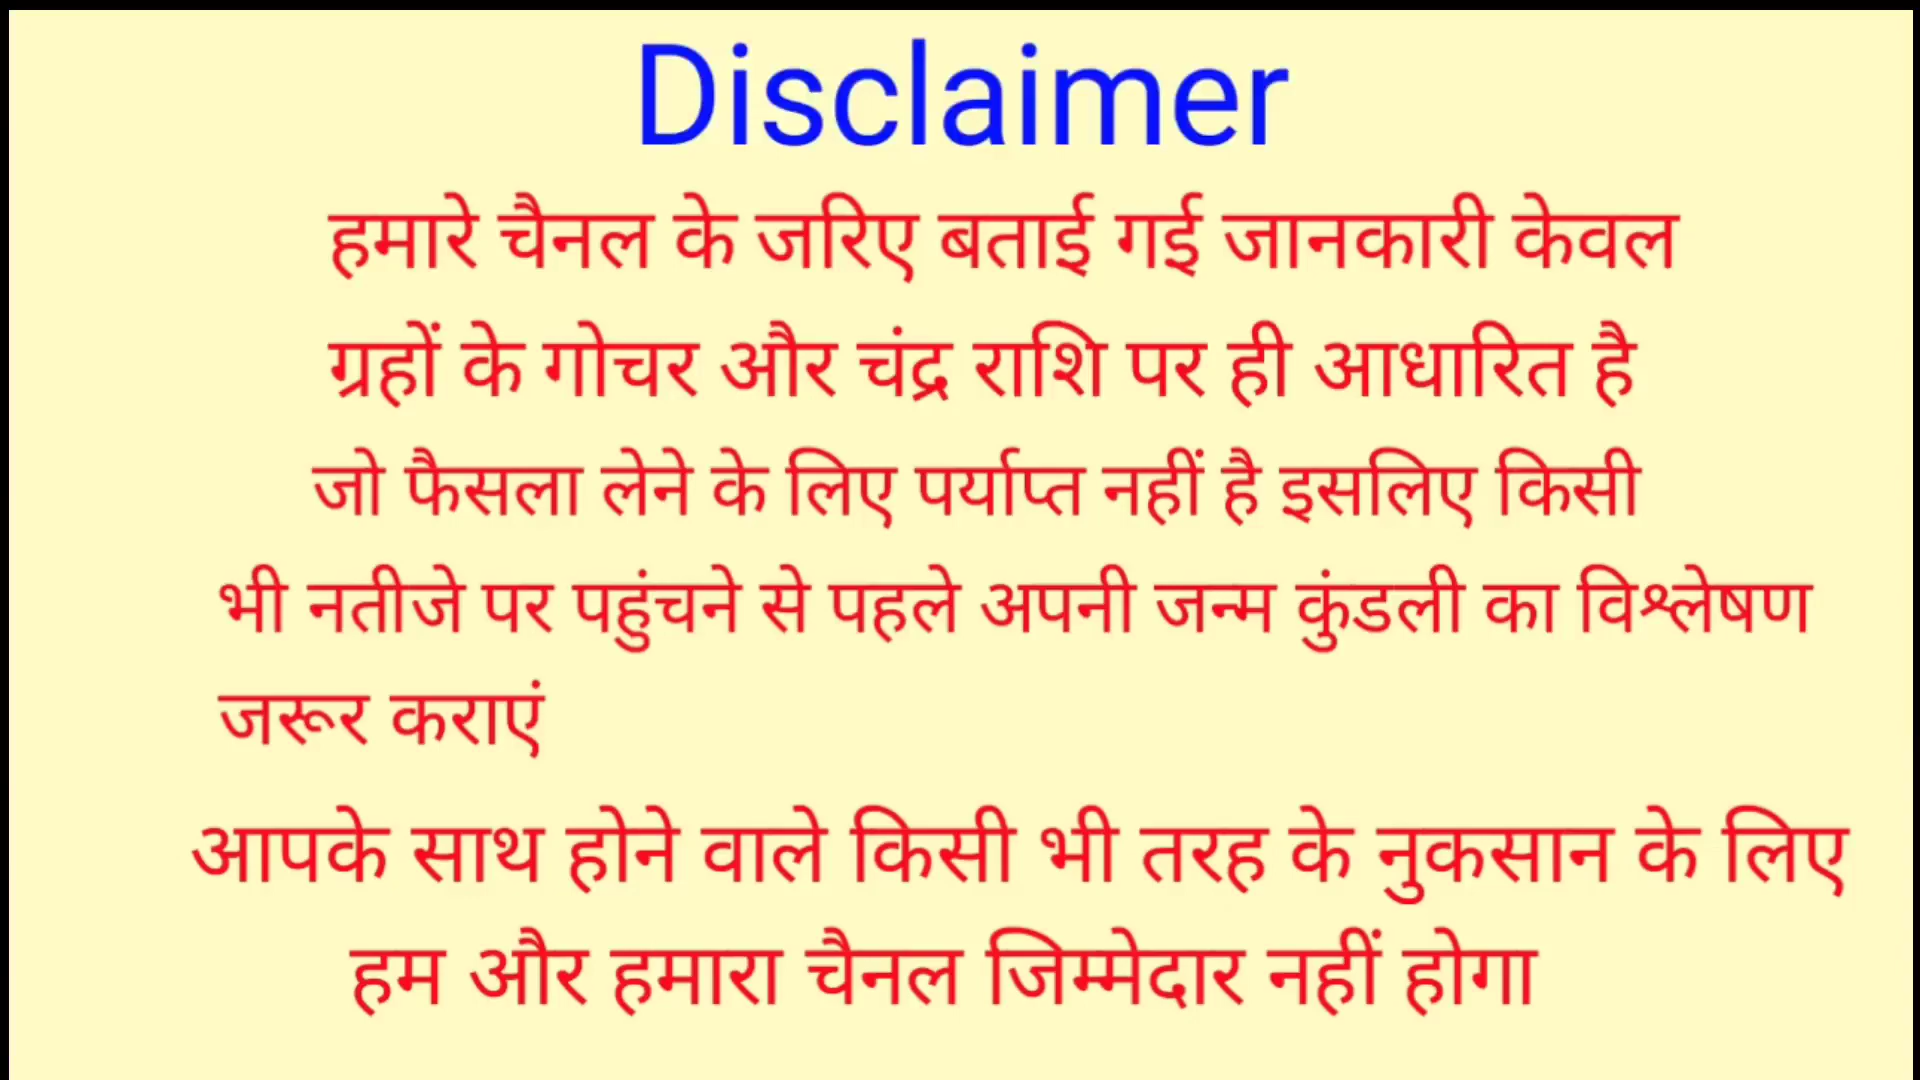 Disclaimer
हमारे चैनल के जरिए बताई गई जानकारी केवल
ग्रहों के गोचर और चंद्र राशि पर ही आधारित है
जो फैसला लेने के लिए पर्याप्त नहीं है इसलिए किसी
भी नतीजे पर पहुंचने से पहले अपनी जन्म कुंडली का विश्लेषण
जरूर कराएं
आपके साथ होने वाले किसी भी तरह के नुकसान के लिए
हम और हमारा चैनल जिम्मेदार नहीं होगा